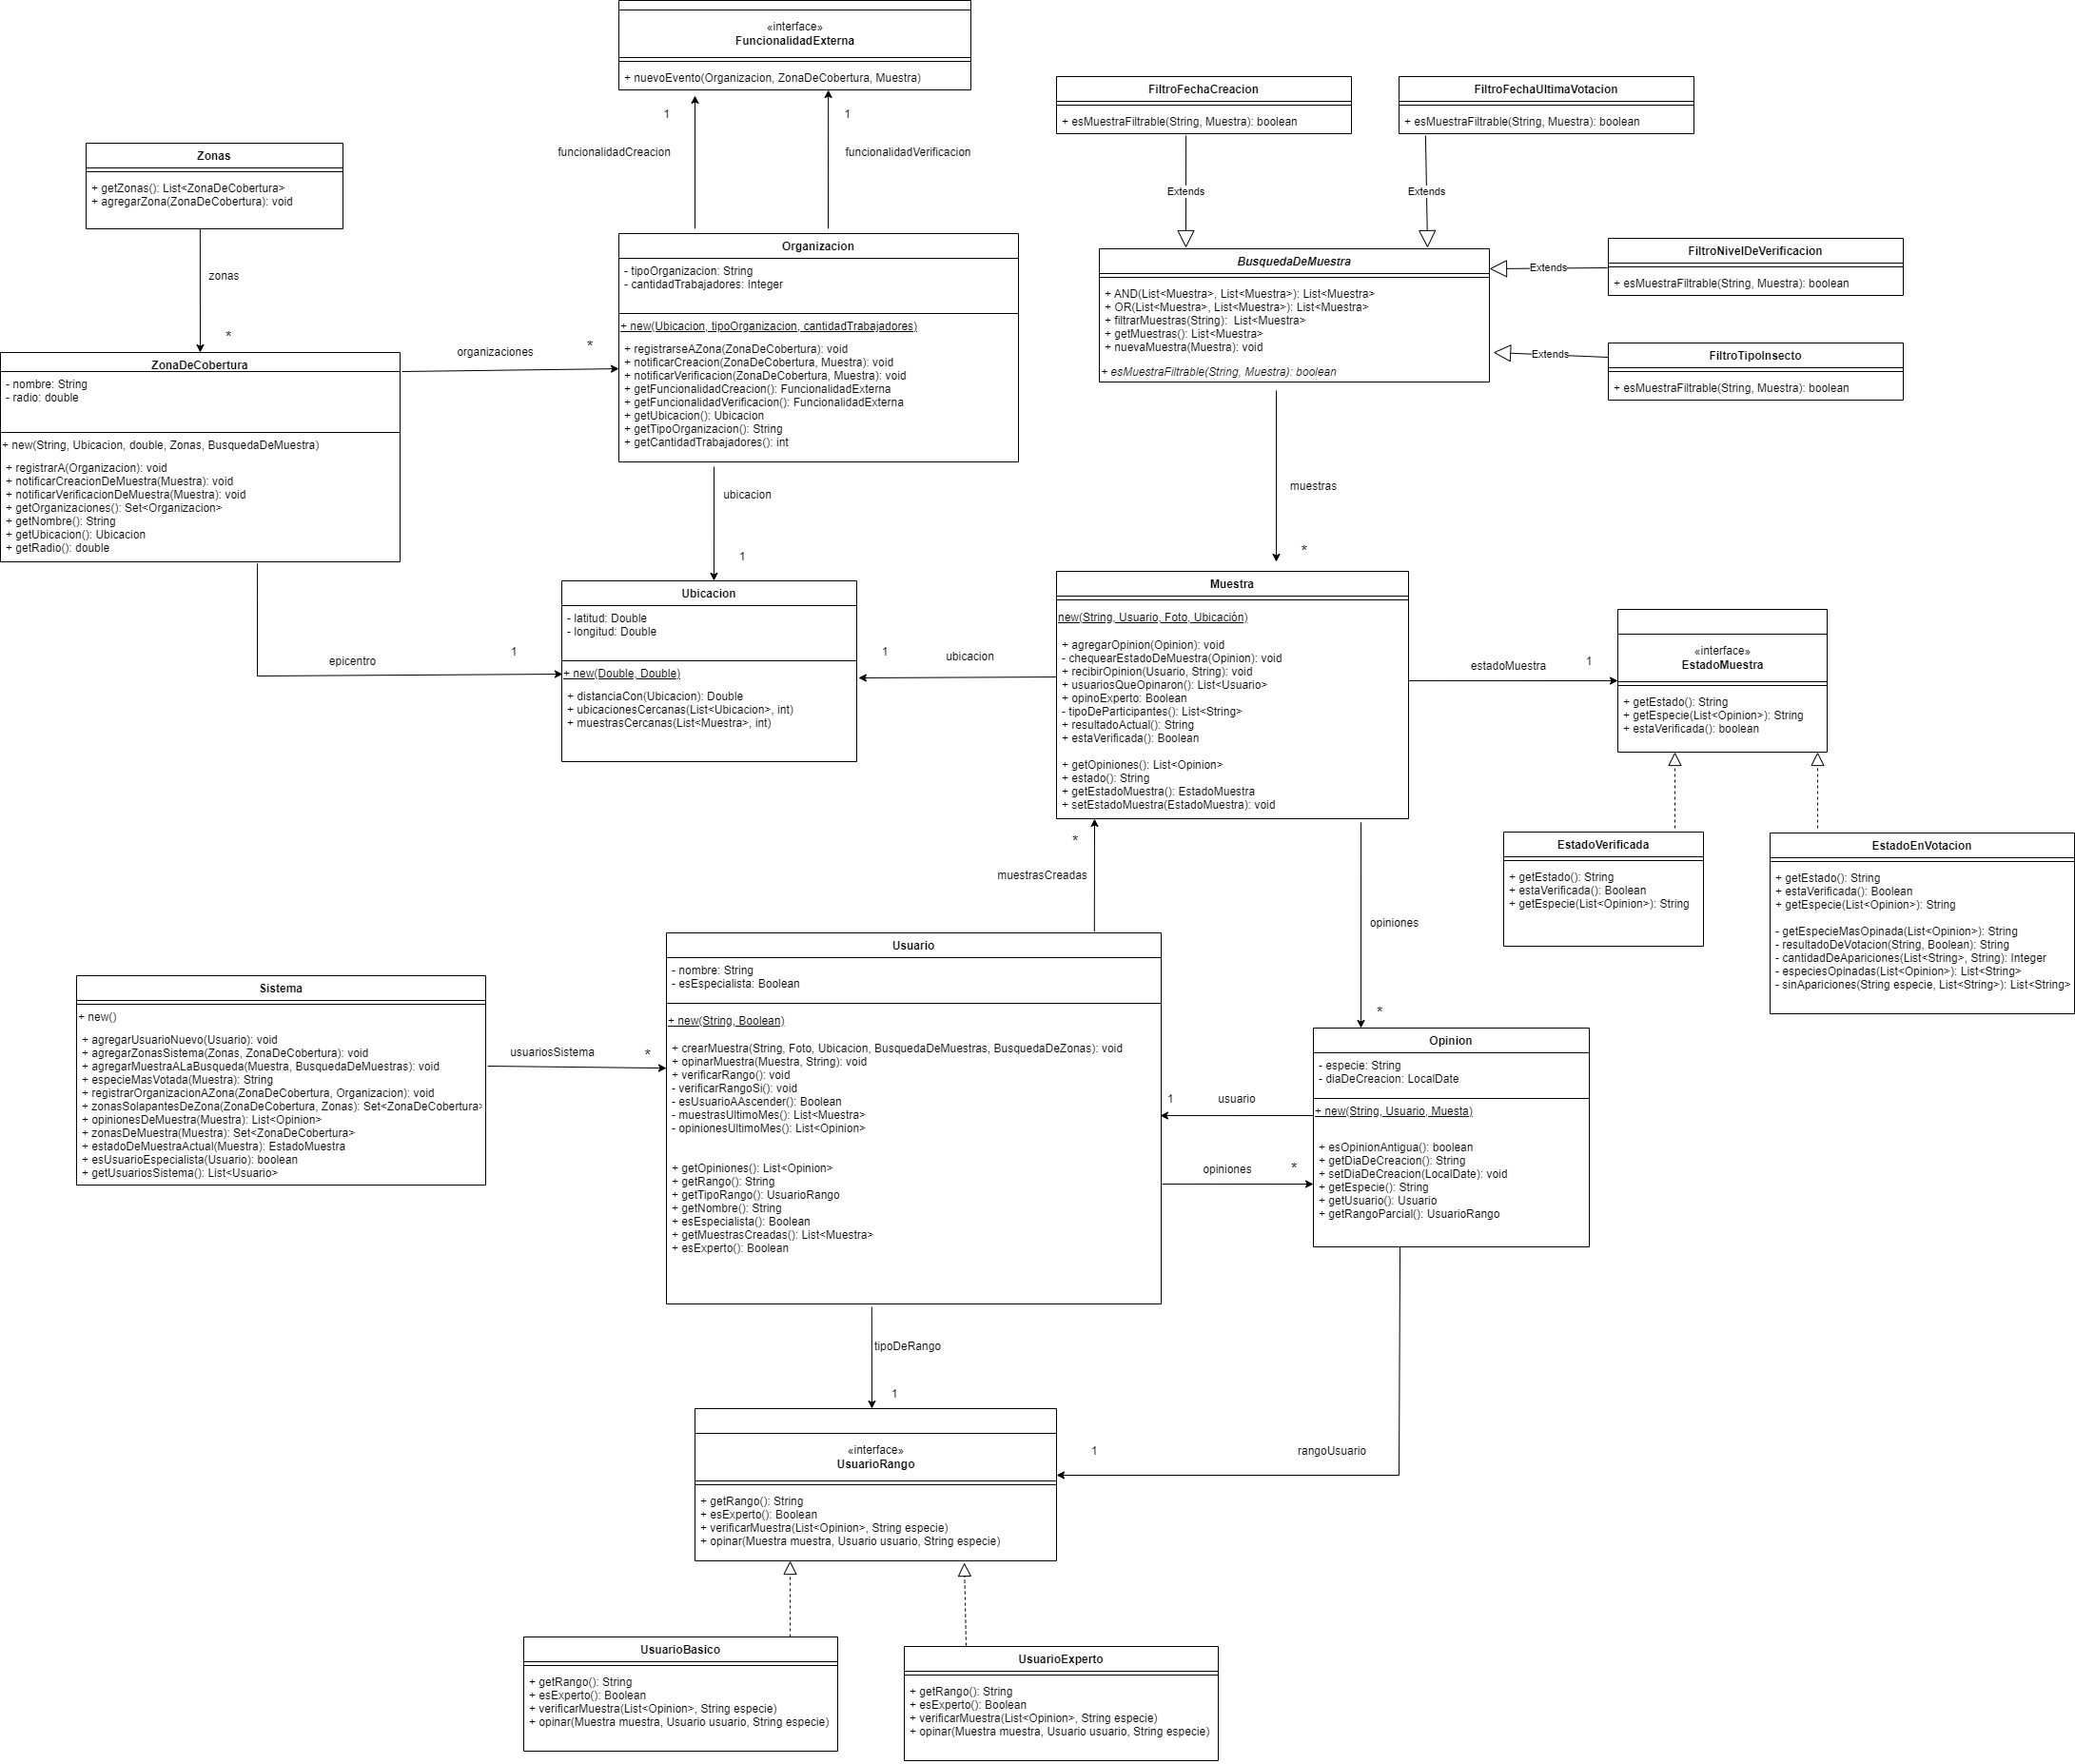 «interface»
FuncionalidadExterna
+ nuevoEvento(Organizacion, ZonaDeCobertura, Muestra)
1
1
funcionalidadCreacion
funcionalidadVerificacion
FiltroFechaCreacion
+ esMuestraFiltrable(String, Muestra): boolean
FiltroFechaUltimaVotacion
+ esMuestraFiltrable(String, Muestra): boolean
Extends
Extends
Zonas
+ getZonas(): List<ZonaDeCobertura>
+ agregarZona(ZonaDeCobertura): void
zonas
*
Organizacion
- tipoOrganizacion: String
- cantidadTrabajadores: Integer
+ new(Ubicacion, tipoOrganizacion, cantidadTrabajadores)
+ registrarseAZona(ZonaDeCobertura): void
+ notificarCreacion(ZonaDeCobertura, Muestra): void
+ notificarVerificacion(ZonaDeCobertura, Muestra): void
+ getFuncionalidadCreacion(): FuncionalidadExterna
+ getFuncionalidadVerificacion(): FuncionalidadExterna
+ getUbicacion(): Ubicacion
+ getTipoOrganizacion(): String
+ getCantidadTrabajadores(): int
BusquedaDeMuestra
+ AND(List<Muestra>, List<Muestra>): List<Muestra>
+ OR(List<Muestra>, List<Muestra>): List<Muestra>
+ filtrarMuestras(String):  List<Muestra>
+ getMuestras(): List<Muestra>
+ nuevaMuestra(Muestra): void
+ esMuestraFiltrable(String, Muestra): boolean
Extends
FiltroNivelDeVerificacion
+ esMuestraFiltrable(String, Muestra): boolean
Extends
FiltroTipoInsecto
+ esMuestraFiltrable(String, Muestra): boolean
organizaciones
*
ZonaDeCobertura
- nombre: String
- radio: double
+ new(String, Ubicacion, double, Zonas, BusquedaDeMuestra)
+ registrarA(Organizacion): void
+ notificarCreacionDeMuestra(Muestra): void
+ notificarVerificacionDeMuestra(Muestra): void
+ getOrganizaciones(): Set<Organizacion>
+ getNombre(): String
+ getUbicacion(): Ubicacion
+ getRadio(): double
ubicacion
1
muestras
*
epicentro
1
Ubicacion
- latitud: Double
- longitud: Double
+ new(Double, Double)
+ distanciaCon(Ubicacion): Double
+ ubicacionesCercanas(List<Ubicacion>, int)
+ muestrasCercanas(List<Muestra>, int)
1
ubicacion
Muestra
new(String, Usuario, Foto, Ubicación)
+ agregarOpinion(Opinion): void
- chequearEstadoDeMuestra(Opinion): void
+ recibirOpinion(Usuario, String): void
+ usuariosQueOpinaron(): List<Usuario>
+ opinoExperto: Boolean
- tipoDeParticipantes(): List<String>
+ resultadoActual(): String
+ estaVerificada(): Boolean
+ getOpiniones(): List<Opinion>
+ estado(): String
+ getEstadoMuestra(): EstadoMuestra
+ setEstadoMuestra(EstadoMuestra): void
estadoMuestra
1
«interface»
EstadoMuestra
+ getEstado(): String
+ getEspecie(List<Opinion>): String
+ estaVerificada(): boolean
EstadoVerificada
+ getEstado(): String
+ estaVerificada(): Boolean
+ getEspecie(List<Opinion>): String
EstadoEnVotacion
+ getEstado(): String
+ estaVerificada(): Boolean
+ getEspecie(List<Opinion>): String
- getEspecieMasOpinada(List<Opinion>): String
- resultadoDeVotacion(String, Boolean): String
- cantidadDeApariciones(List<String>, String): Integer
- especiesOpinadas(List<Opinion>): List<String>
- sinApariciones(String especie, List<String>): List<String>
*
muestrasCreadas
opiniones
*
Sistema
+ new()
+ agregarUsuarioNuevo(Usuario): void
+ agregarZonasSistema(Zonas, ZonaDeCobertura): void
+ agregarMuestraALaBusqueda(Muestra, BusquedaDeMuestras): void
+ especieMasVotada(Muestra): String
+ registrarOrganizacionAZona(ZonaDeCobertura, Organizacion): void
+ zonasSolapantesDeZona(ZonaDeCobertura, Zonas): Set<ZonaDeCobertura>
+ opinionesDeMuestra(Muestra): List<Opinion>
+ zonasDeMuestra(Muestra): Set<ZonaDeCobertura>
+ estadoDeMuestraActual(Muestra): EstadoMuestra
+ esUsuarioEspecialista(Usuario): boolean
+ getUsuariosSistema(): List<Usuario>
usuariosSistema
*
Usuario
- nombre: String
- esEspecialista: Boolean
+ new(String, Boolean)
+ crearMuestra(String, Foto, Ubicacion, BusquedaDeMuestras, BusquedaDeZonas): void
+ opinarMuestra(Muestra, String): void
+ verificarRango(): void
- verificarRangoSi(): void
- esUsuarioAAscender(): Boolean
- muestrasUltimoMes(): List<Muestra>
- opinionesUltimoMes(): List<Opinion>
+ getOpiniones(): List<Opinion>
+ getRango(): String
+ getTipoRango(): UsuarioRango
+ getNombre(): String
+ esEspecialista(): Boolean
+ getMuestrasCreadas(): List<Muestra>
+ esExperto(): Boolean
1
usuario
opiniones
*
Opinion
- especie: String
- diaDeCreacion: LocalDate
+ new(String, Usuario, Muesta)
+ esOpinionAntigua(): boolean
+ getDiaDeCreacion(): String
+ setDiaDeCreacion(LocalDate): void
+ getEspecie(): String
+ getUsuario(): Usuario
+ getRangoParcial(): UsuarioRango
tipoDeRango
1
1
rangoUsuario
«interface»
UsuarioRango
+ getRango(): String
+ esExperto(): Boolean
+ verificarMuestra(List<Opinion>, String especie)
+ opinar(Muestra muestra, Usuario usuario, String especie)
UsuarioBasico
+ getRango(): String
+ esExperto(): Boolean
+ verificarMuestra(List<Opinion>, String especie)
+ opinar(Muestra muestra, Usuario usuario, String especie)
UsuarioExperto
+ getRango(): String
+ esExperto(): Boolean
+ verificarMuestra(List<Opinion>, String especie)
+ opinar(Muestra muestra, Usuario usuario, String especie)